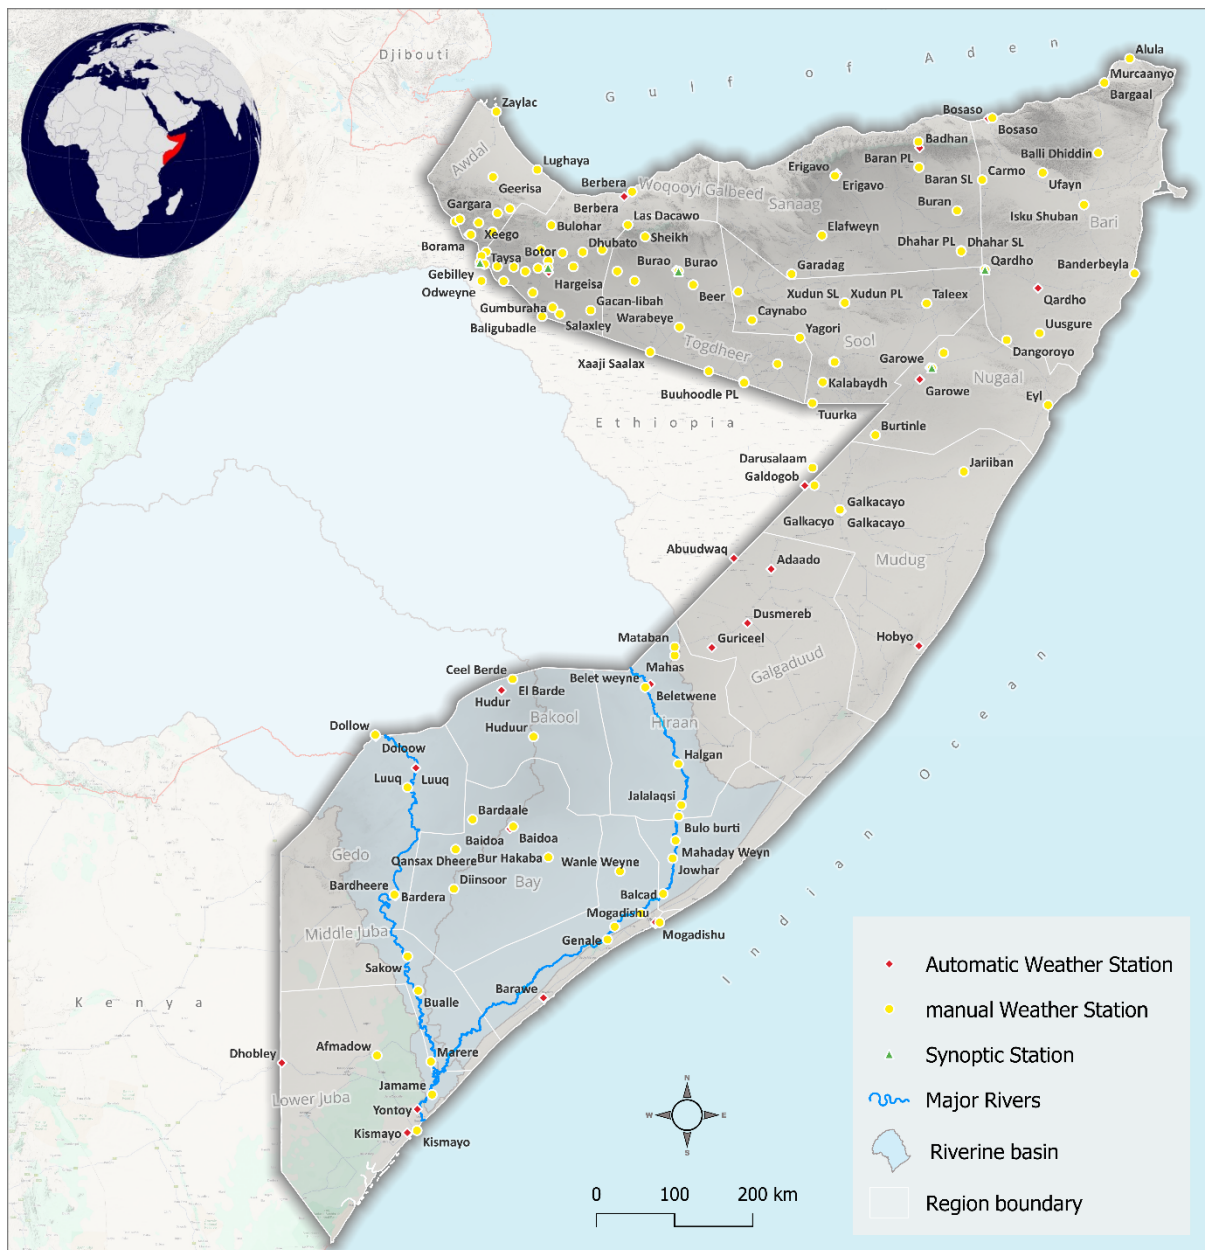 Djibouti
Gulf of Aden
Alula
Murcaanyo
Bargaal
Zaylac
Bosaso
Bosaso
Badhan
Balli Dhiddin
Awdal
Lughaya
Baran PL
Erigavo
Carmo
Ufayn
Geerisa
Berbera
Woqooyi Galbeed
Erigavo
Baran SL
Sanaag
Gargara
Berbera
Las Dacawo
Buran
Isku Shuban
Bari
Bulohar
Xeego
Sheikh
Elafweyn
Borama
Botor
Dhubato
Dhahar PL
Dhahar SL
Taysa
Burao
Burao
Qardho
Gebilley
Hargeisa
Garadag
Banderbeyla
Odweyne
Beer
Xudun SL
Xudun PL
Taleex
Qardho
Gumburaha
Gacan-libah
Baligubadle
Salaxley
Warabeye
Caynabo
Yagori
Uusgure
Togdheer
Sool
Dangoroyo
Xaaji Saalax
Garowe
Nugaal
Buuhoodle PL
Kalabaydh
Garowe
Tuurka
Eyl
Ethiopia
Burtinle
Darusalaam
Galdogob
Jariiban
Galkacayo
Galkacyo
Galkacayo
Abuudwaq
Adaado
Mudug
Dusmereb
Guriceel
Hobyo
Mataban
Mahas
Galgaduud
Ceel Berde
Belet weyne
El Barde
Beletwene
Hudur
Bakool
Hiraan
Dollow
Huduur
Doloow
Halgan
Luuq
Luuq
Jalalaqsi
Bardaale
Bulo burti
Baidoa
Baidoa
Mahaday Weyn
Gedo
Qansax Dheere
Bur Hakaba
Wanle Weyne
Jowhar
Bardheere
Bardera
Diinsoor
Bay
Balcad
Mogadishu
Mogadishu
Middle Juba
Genale
Sakow
Indian Ocean
Kenya
Bualle
Barawe
Dhobley
Afmadow
Marere
Lower Juba
Jamame
Yontoy
Kismayo
Kismayo
N
W
E
S
0 100 200 km
Automatic Weather Station
manual Weather Station
Synoptic Station
Major Rivers
Riverine basin
Region boundary